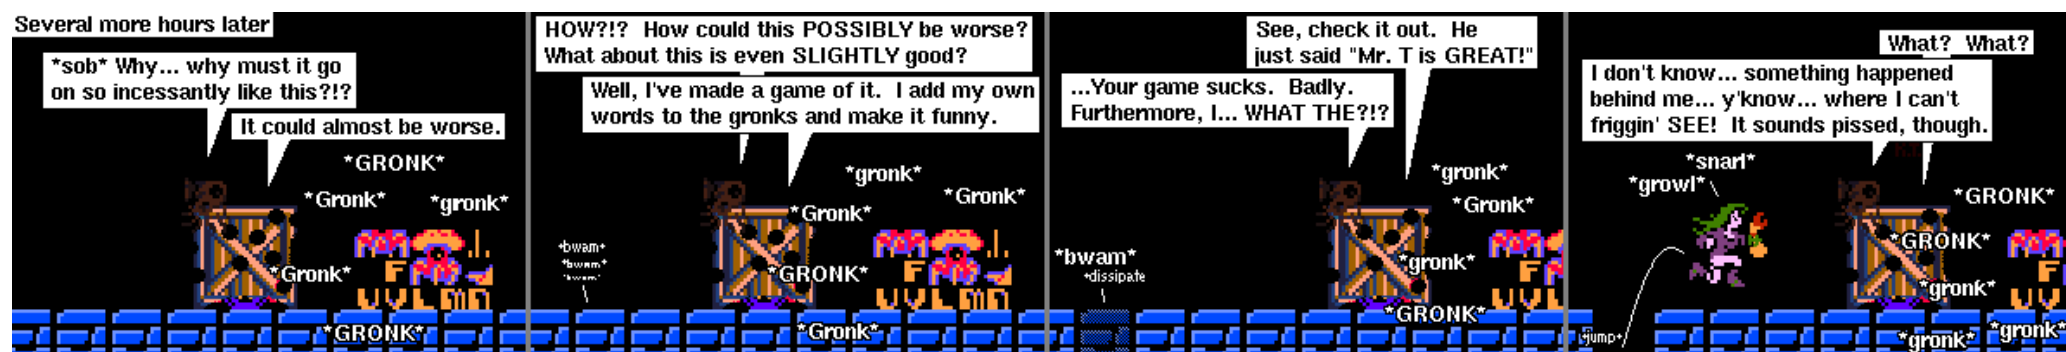 Several more hours later
*sob* Why... why must it go
on so incessantly like this?!?
It could almost be worse.
*GRONK*
*Gronk*
*gronk*
*Gronk*
*GRONK*
HOW?!? How could this POSSIBLY be worse?
What about this is even SLIGHTLY good?
Well, I've made a game of it. I add my own
words to the gronks and make it funny.
*gronk*
*Gronk*
*Gronk*
*bwam*
*bwam*
*bwam*
*GRONK*
*Gronk*
See, check it out. He
just said "Mr. T is GREAT!"
...Your game sucks. Badly.
Furthermore, I... WHAT THE?!?
*gronk*
*Gronk*
*bwam*
*dissipate
*gronk*
*GRONK*
What? What?
I don't know... something happened
behind me... y'know... where I can't
friggin' SEE! It sounds pissed, though.
*snarl*
*growl*
*GRONK*
*GRONK*
*gronk*
*jump*
*gronk*
*gronk*